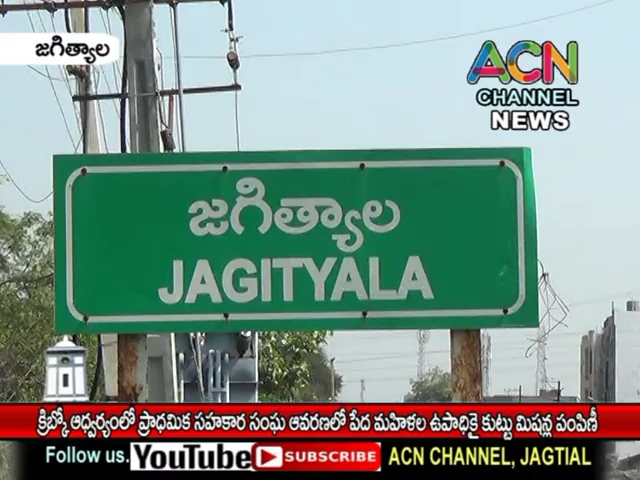 జగిత్యాల
ACN
CHANNEL
NEWS
జగిత్యాల
JAGITYALA
క్రిబ్కో ఆధ్వర్యంలో ప్రాధమిక సహకార సంఘ ఆవరణలో పేద మహిళల ఉపాధికై కుట్టు మిషన్ల పంపిణీ
Follow us. YouTube SUBSCRIBE ACN CHANNEL, JAGTIAL